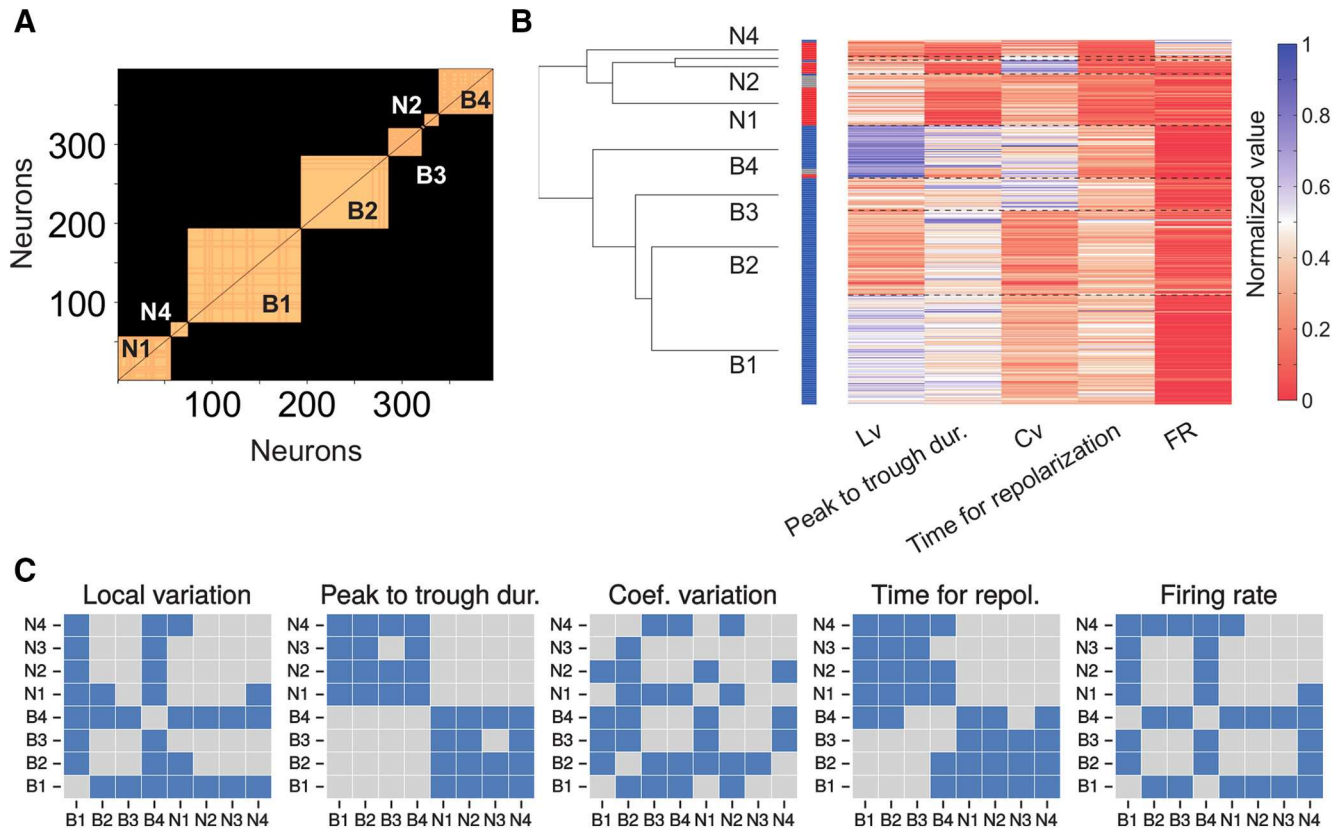 A
Neurons
300
200
100
N1
N4
B1
B2
B3
N2
B4
100 200 300
Neurons
B
N4
N2
N1
B4
B3
B2
B1
Lv
Peak to trough dur.
Cv
Time for repolarization
FR
Normalized value
1
0.8
0.6
0.4
0.2
0
C
Local variation
N4
N3
N2
N1
B4
B3
B2
B1
B1 B2 B3 B4 N1 N2 N3 N4
Peak to trough dur.
N4
N3
N2
N1
B4
B3
B2
B1
B1 B2 B3 B4 N1 N2 N3 N4
Coef. variation
N4
N3
N2
N1
B4
B3
B2
B1
B1 B2 B3 B4 N1 N2 N3 N4
Time for repol.
N4
N3
N2
N1
B4
B3
B2
B1
B1 B2 B3 B4 N1 N2 N3 N4
Firing rate
N4
N3
N2
N1
B4
B3
B2
B1
B1 B2 B3 B4 N1 N2 N3 N4